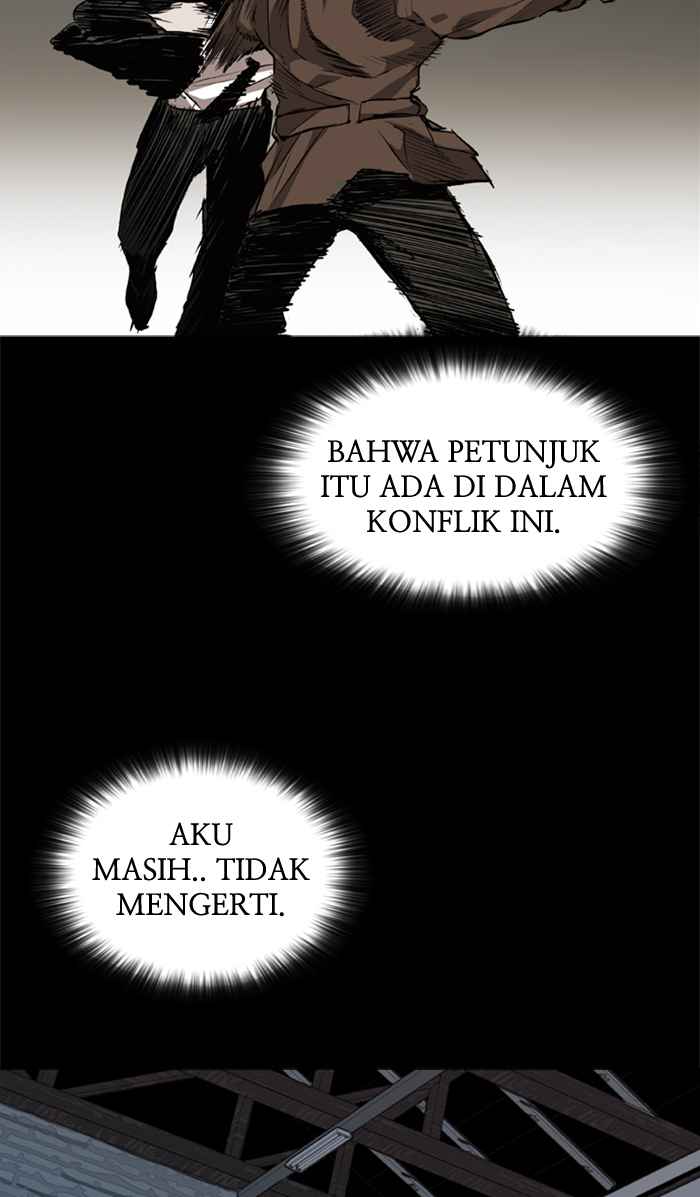 BAHWA PETUNJUK
ITU ADA DI DALAM
KONFLIK INI.
AKU
MASIH.. TIDAK
MENGERTI.